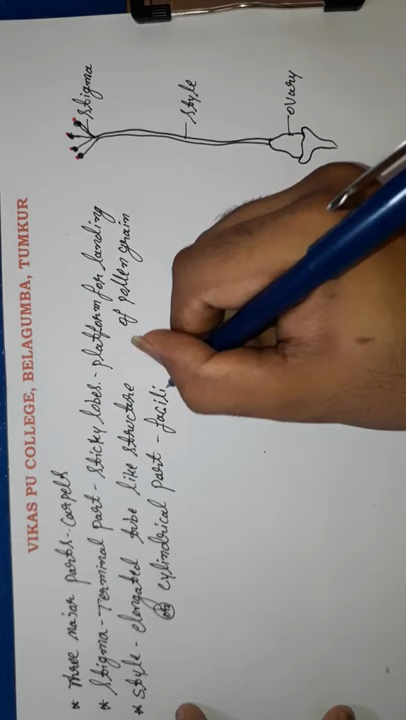 VIKAS PU COLLEGE, BELAGUMBA, TUMKUR
* Three major parts - carpels
* Stigma - Terminal part - sticky lobes. - platform for landing
of pollen grain
* Style - elongated tube like structure
(or) cylindrical part - facili
Stigma
Style
ovary